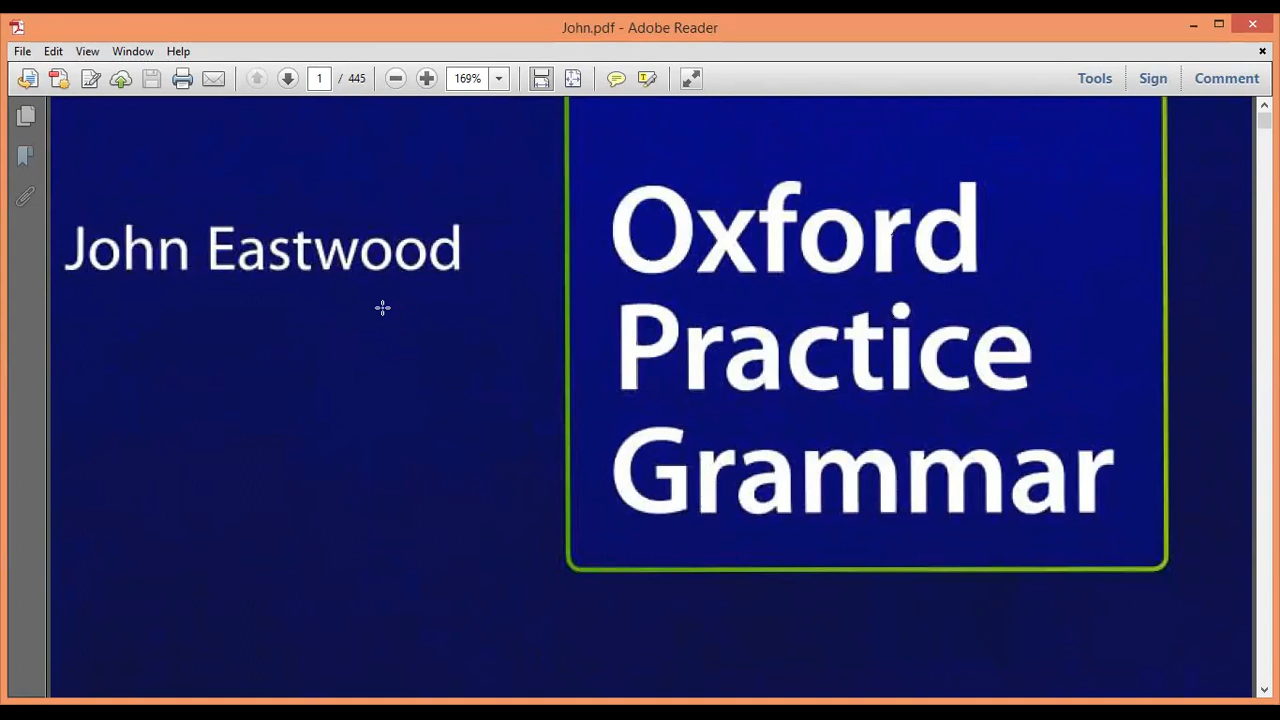 John.pdf - Adobe Reader
File Edit View Window Help
1 / 445 169% Tools Sign Comment
John Eastwood
Oxford
Practice
Grammar